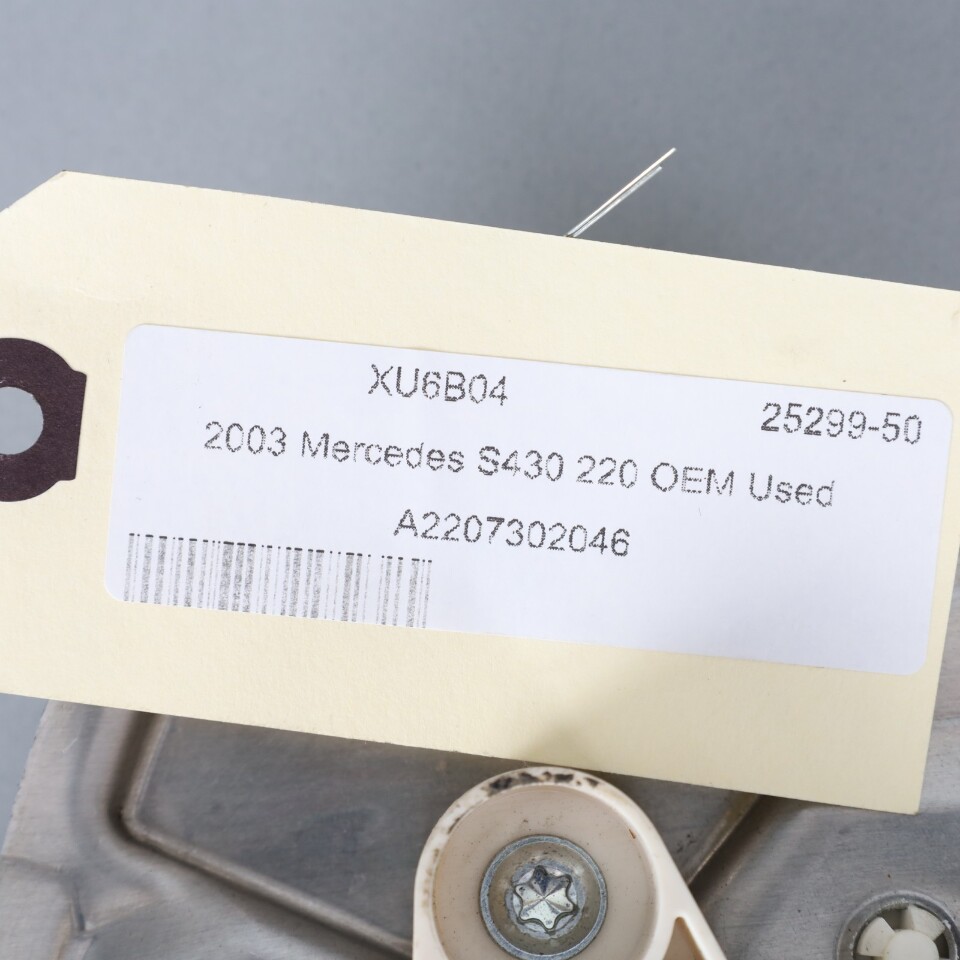 XU6B04
25299-50
2003 Mercedes S430 220 OEM Used
A2207302046